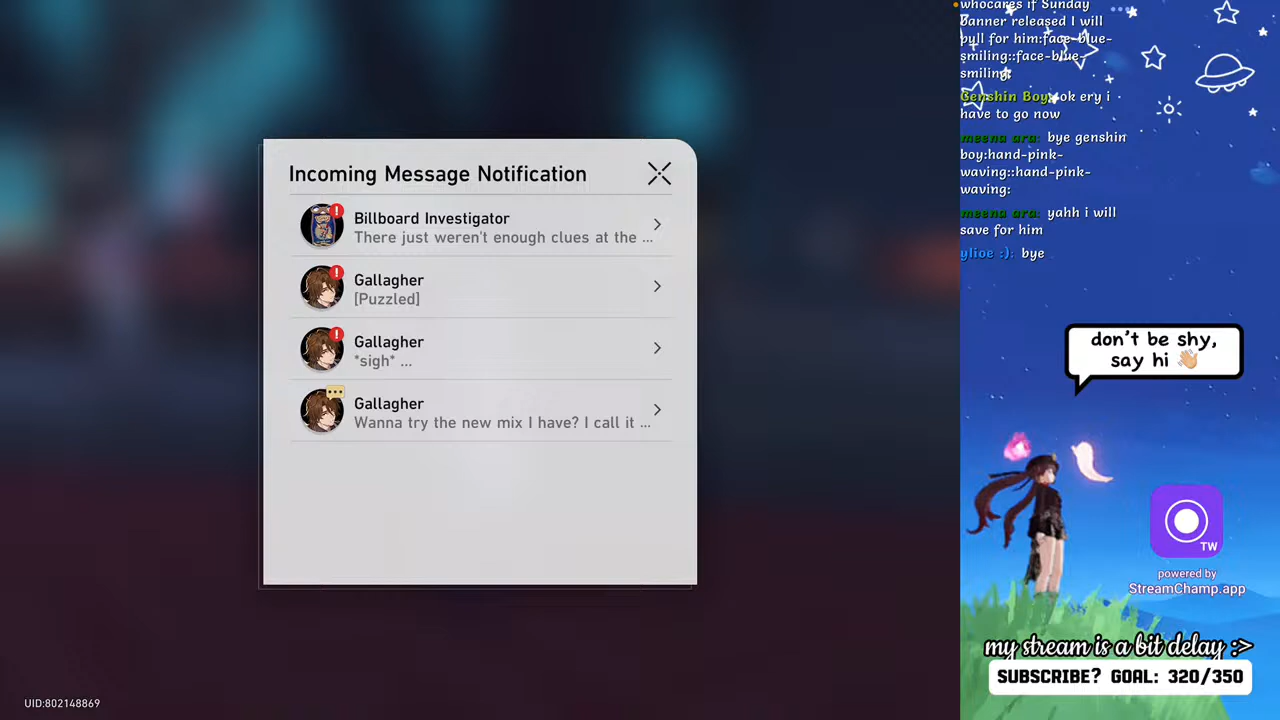 Incoming Message Notification
Billboard Investigator
There just weren't enough clues at the ...
Gallagher
[Puzzled]
Gallagher
*sigh* ...
Gallagher
Wanna try the new mix I have? I call it ...
UID:802148869
whocares if Sunday
banner released I will
pull for him:face-blue-
smiling::face-blue-
smiling:
Genshin Boy: ok ery i
have to go now
meena ara: bye genshin
boy:hand-pink-
waving::hand-pink-
waving:
meena ara: yahh i will
save for him
ylioe :): bye
don't be shy,
say hi 👋🏼
TW
powered by
StreamChamp.app
my stream is a bit delay :>
SUBSCRIBE? GOAL: 320/350